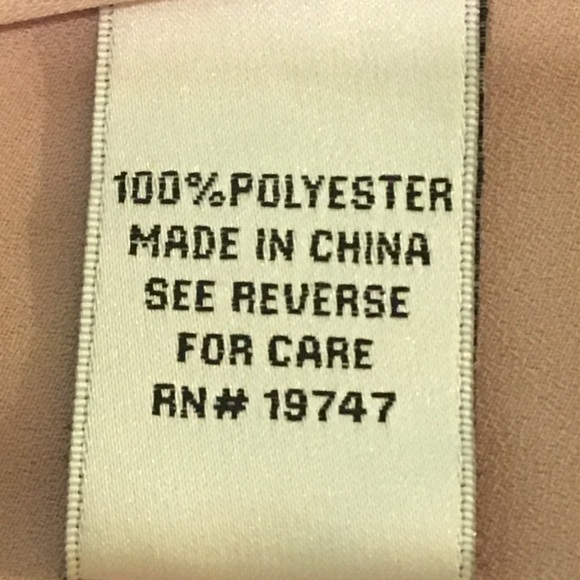 100%POLYESTER
MADE IN CHINA
SEE REVERSE
FOR CARE
RN# 19747